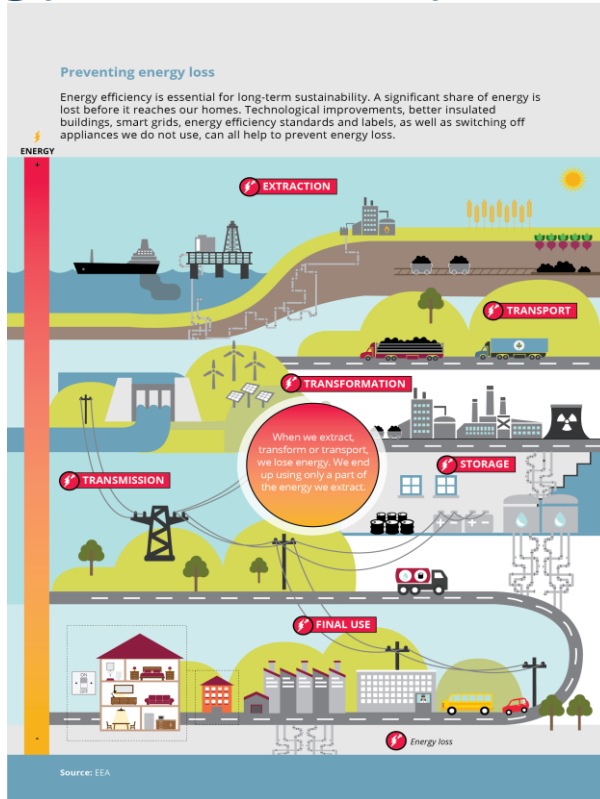 Preventing energy loss
Energy efficiency is essential for long-term sustainability. A significant share of energy is
lost before it reaches our homes. Technological improvements, better insulated
buildings, smart grids, energy efficiency standards and labels, as well as switching off
appliances we do not use, can all help to prevent energy loss.
ENERGY
+
EXTRACTION
TRANSPORT
TRANSFORMATION
When we extract,
transform or transport,
we lose energy. We end
up using only a part of
the energy we extract.
STORAGE
TRANSMISSION
FINAL USE
ON
-
Energy loss
Source: EEA